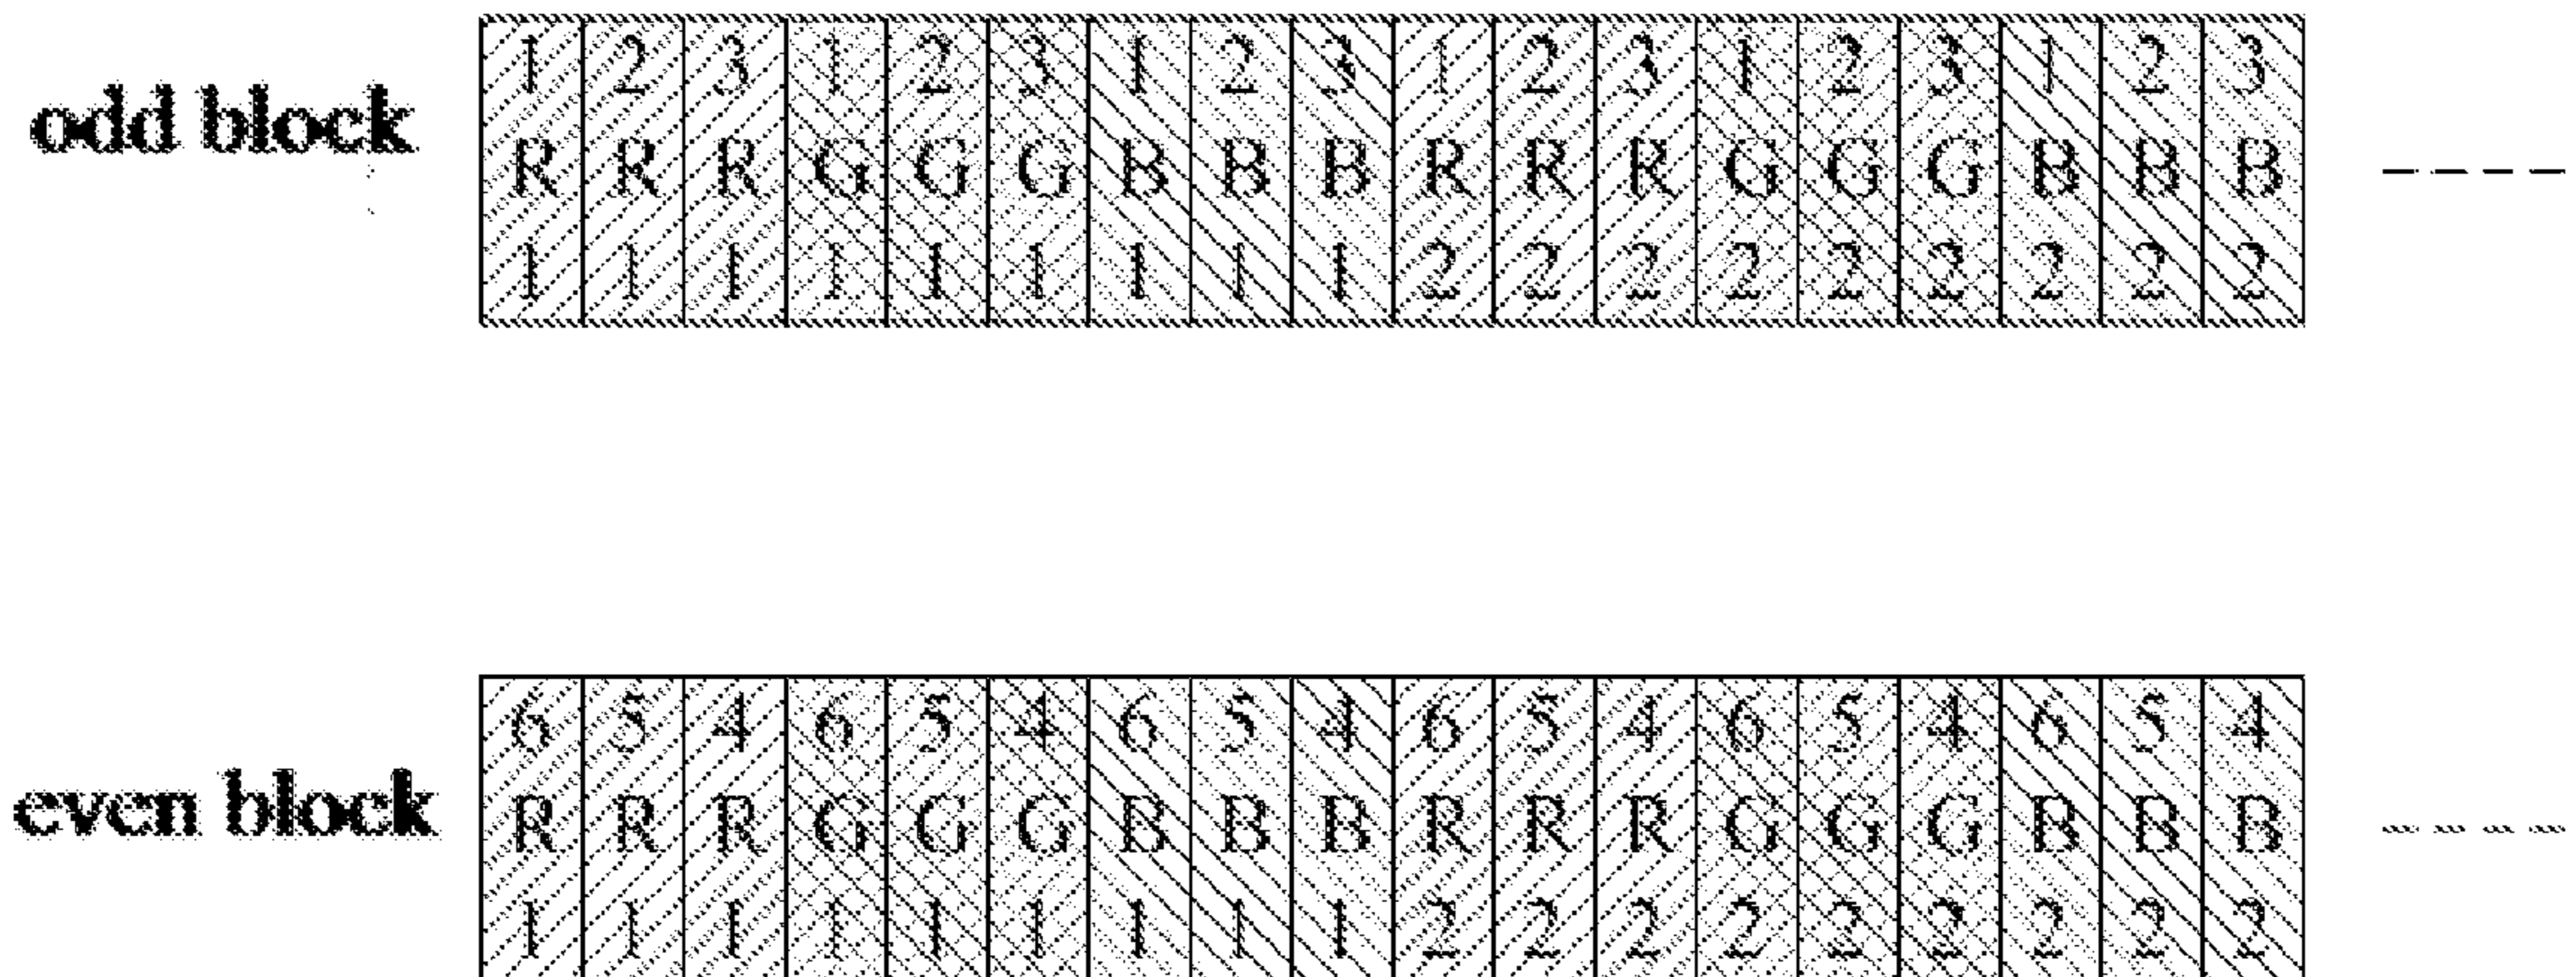 1 2 3 1 2 3 1 2 3 1 2 3 1 2 3 1 2 3
odd block R R R G G G B B B R R R G G G B B B
1 1 1 1 1 1 1 1 1 2 2 2 2 2 2 2 2 2
6 5 4 6 5 4 6 5 4 6 5 4 6 5 4 6 5 4
even block R R R G G G B B B R R R G G G B B B
1 1 1 1 1 1 1 1 1 2 2 2 2 2 2 2 2 2